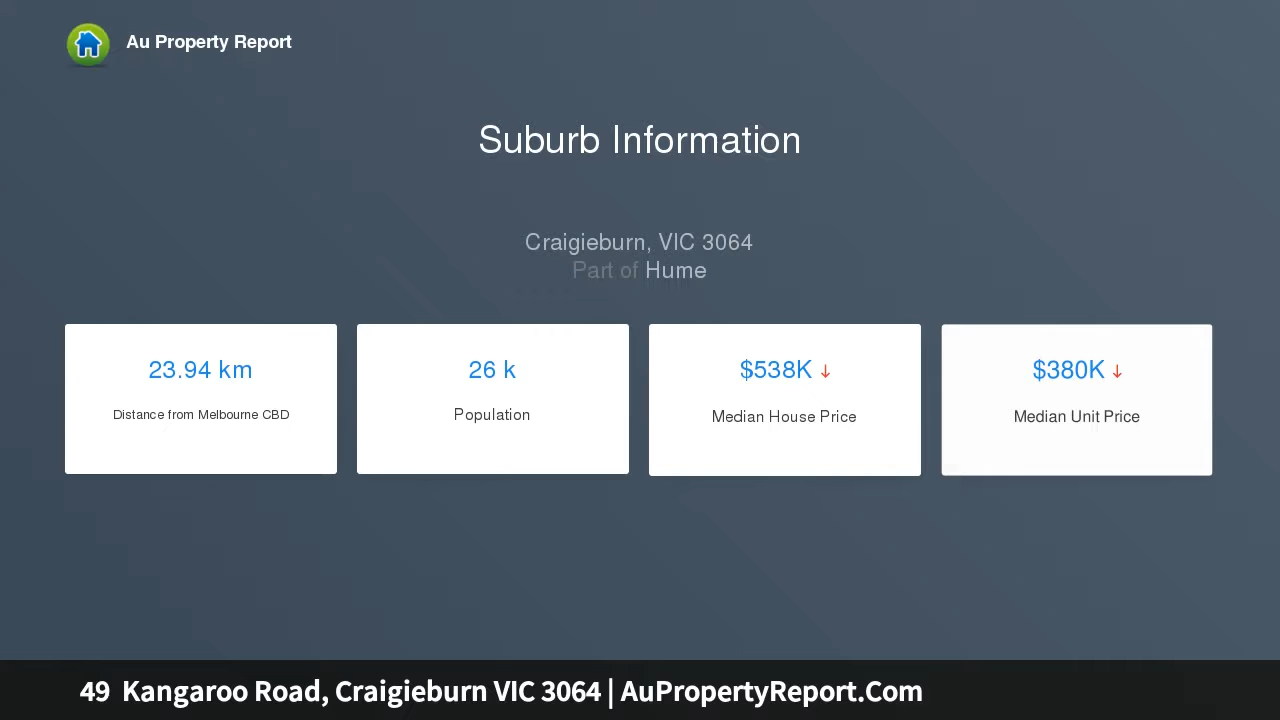 Au Property Report
Suburb Information
Craigieburn, VIC 3064
Part of Hume
23.94 km
Distance from Melbourne CBD
26 k
Population
$538K ↓
Median House Price
$380K ↓
Median Unit Price
49 Kangaroo Road, Craigieburn VIC 3064 | AuPropertyReport.Com